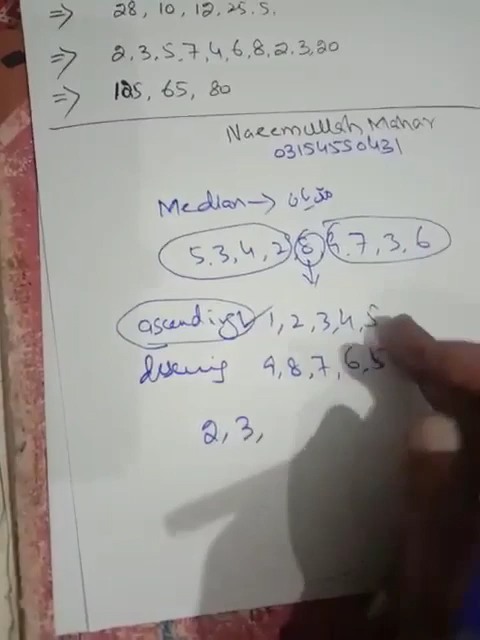 ⇒ 28, 10, 12, 25.5.
⇒ 2.3, 5.7, 4, 6, 8, 2.3, 20
⇒ 125, 65, 80
Naeemullah Mahar
03154550431
Median →
5.3, 4, 2, 8, 9.7, 3, 6
ascending 1, 2, 3, 4, 5
9, 8, 7, 6, 5
2, 3,